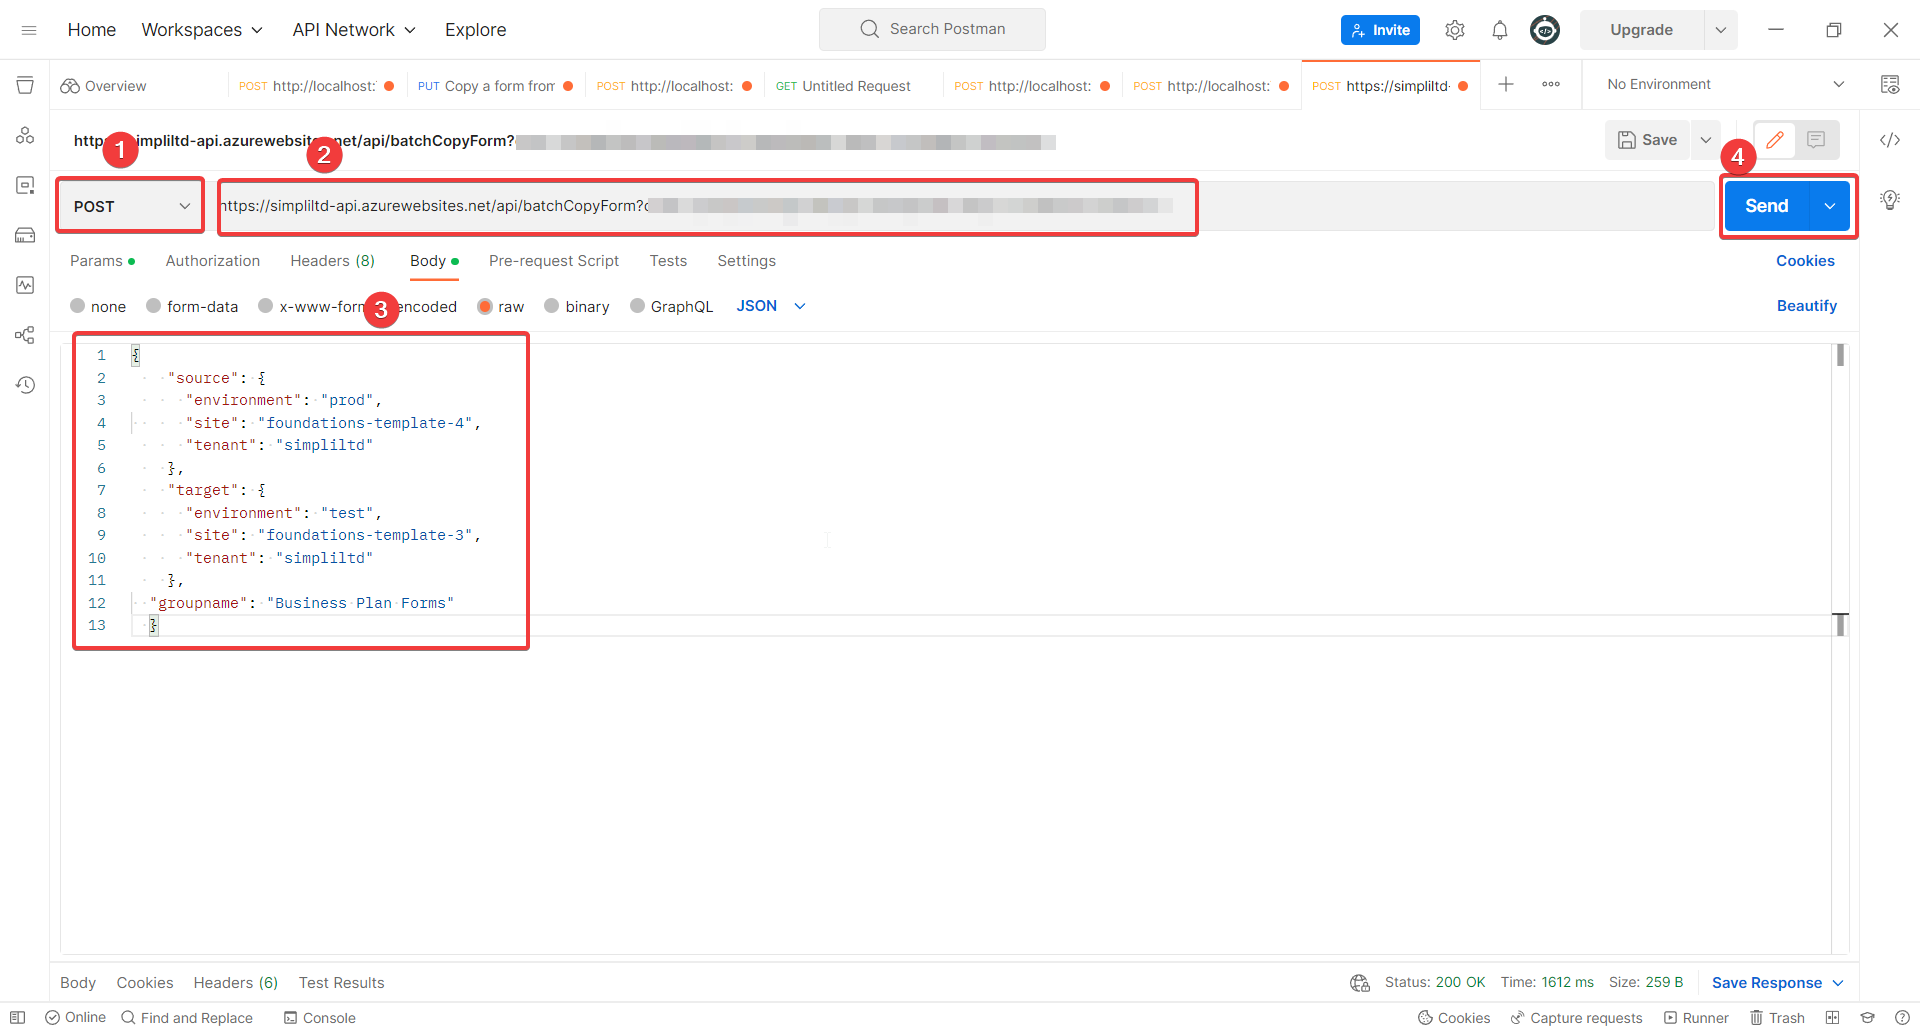 Home Workspaces API Network Explore Search Postman Invite Upgrade
Overview POST http://localhost: PUT Copy a form from POST http://localhost: GET Untitled Request POST http://localhost: POST http://localhost: POST https://simpliltd- No Environment
1 2 4
impliltd-api.azurewebsit net/api/batchCopyForm? Save
POST https://simpliltd-api.azurewebsites.net/api/batchCopyForm? Send
Params Authorization Headers (8) Body Pre-request Script Tests Settings Cookies
3
none form-data x-www-form encoded raw binary GraphQL JSON Beautify
1 {
2 "source": {
3 "environment": "prod",
4 "site": "foundations-template-4",
5 "tenant": "simpliltd"
6 },
7 "target": {
8 "environment": "test",
9 "site": "foundations-template-3",
10 "tenant": "simpliltd"
11 },
12 "groupname": "Business Plan Forms"
13 }
Body Cookies Headers (6) Test Results Status: 200 OK Time: 1612 ms Size: 259 B Save Response
Online Find and Replace Console Cookies Capture requests Runner Trash